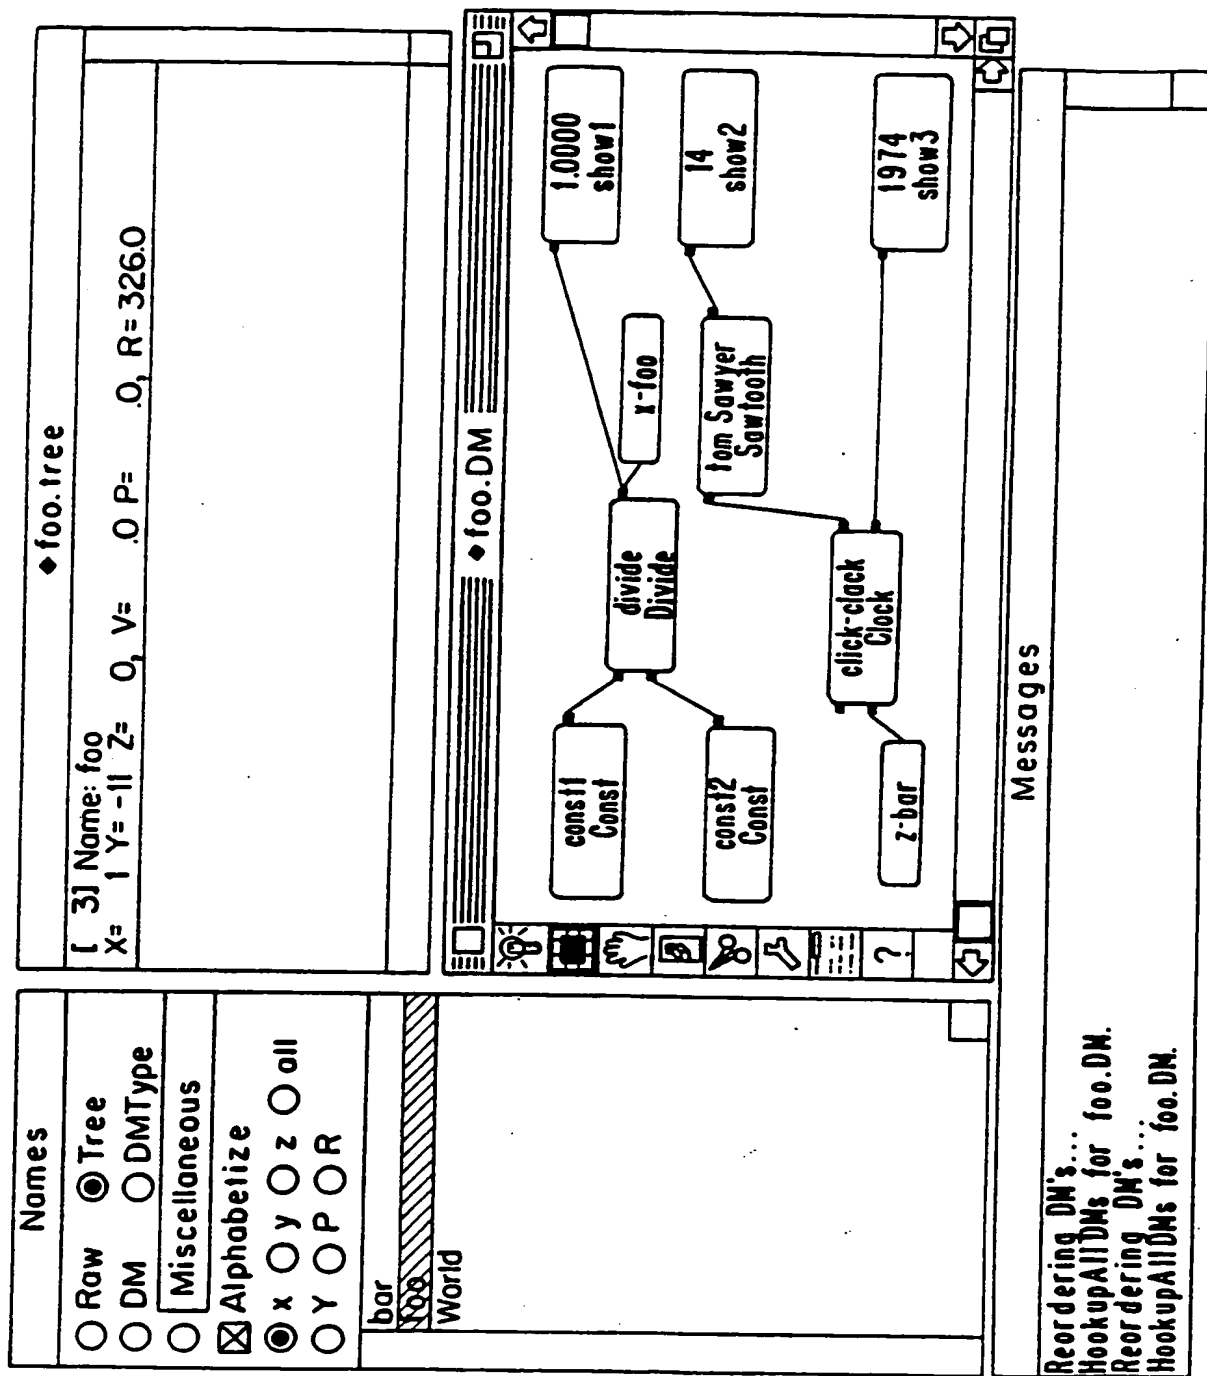 Names
Raw Tree
DM DMType
Miscellaneous
Alphabetize
x y z all
Y P R
bar
foo
World
◆foo.tree
[ 3] Name: foo
X= 1 Y= -11 Z= 0, V= .0 P= .0, R= 326.0
◆foo.DM
?
const1
Const
const2
Const
z-bar
divide
Divide
click-clack
Clock
x-foo
tom Sawyer
Sawtooth
1.0000
show1
14
show2
1974
show3
Messages
Reordering DM's...
HookupAllDMs for foo.DM.
Reordering DM's...
HookupAllDMs for foo.DM.